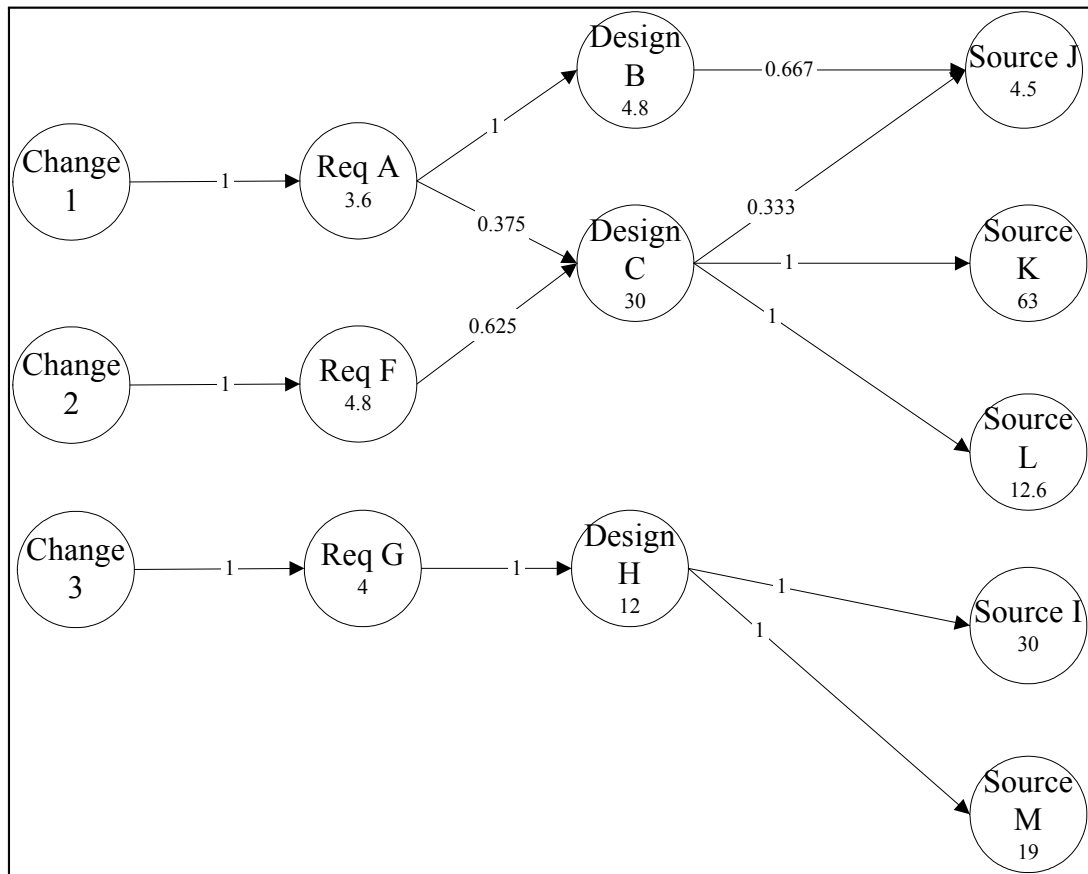 Design
B
4.8
0.667
Source J
4.5
Change
1
1
Req A
3.6
1
0.375
0.333
Design
C
30
1
Source
K
63
Change
2
1
Req F
4.8
0.625
1
Source
L
12.6
Change
3
1
Req G
4
1
Design
H
12
1
1
Source I
30
Source
M
19